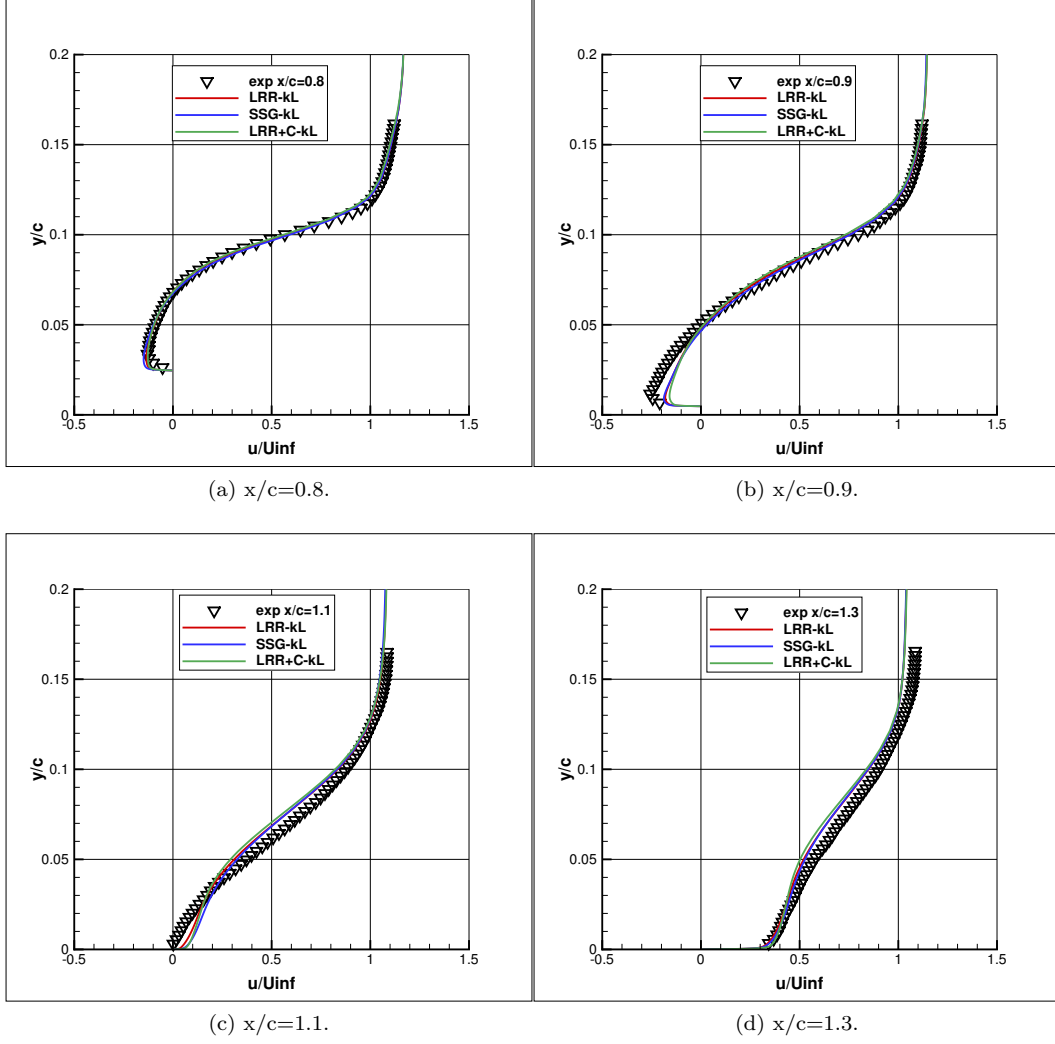 0.2
exp x/c=0.8
LRR-kL
SSG-kL
LRR+C-kL
0.15
y/c
0.1
0.05
0
-0.5 0 0.5 1 1.5
u/Uinf
(a) x/c=0.8.
0.2
exp x/c=0.9
LRR-kL
SSG-kL
LRR+C-kL
0.15
y/c
0.1
0.05
0
-0.5 0 0.5 1 1.5
u/Uinf
(b) x/c=0.9.
0.2
exp x/c=1.1
LRR-kL
SSG-kL
LRR+C-kL
0.15
y/c
0.1
0.05
0
-0.5 0 0.5 1 1.5
u/Uinf
(c) x/c=1.1.
0.2
exp x/c=1.3
LRR-kL
SSG-kL
LRR+C-kL
0.15
y/c
0.1
0.05
0
-0.5 0 0.5 1 1.5
u/Uinf
(d) x/c=1.3.